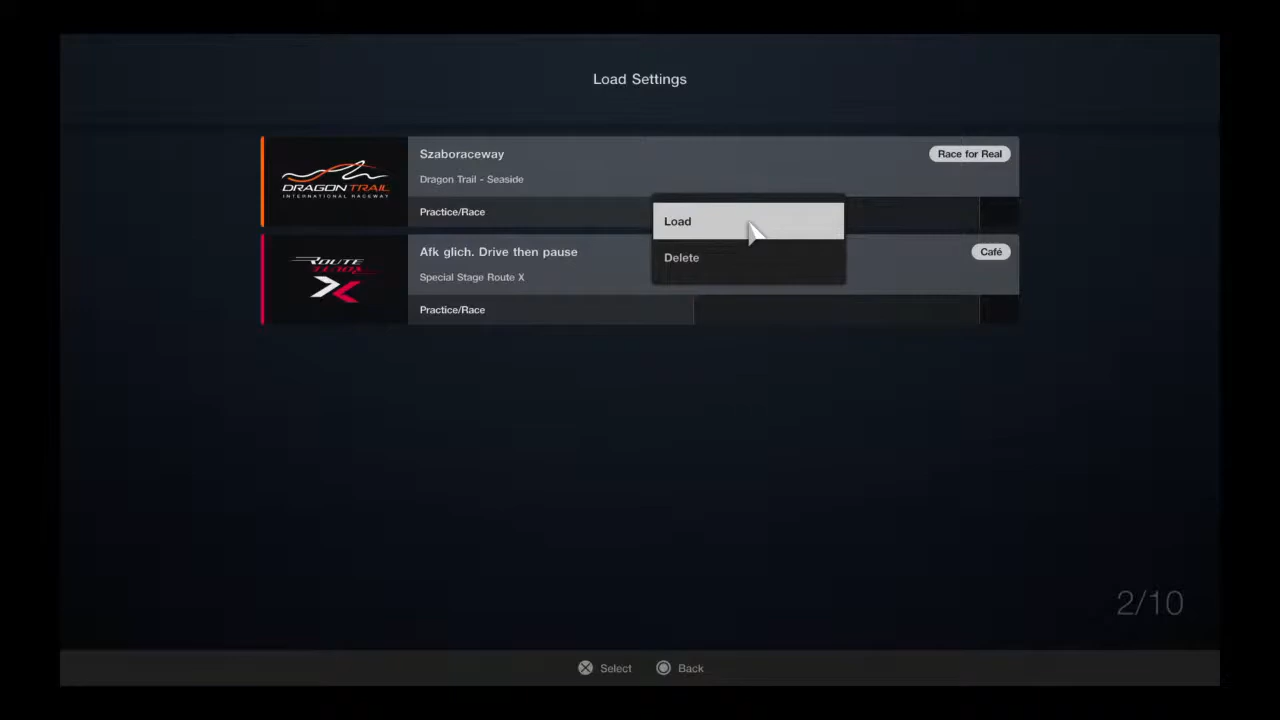 Load Settings
DRAGON TRAIL
INTERNATIONAL RACEWAY
Szaboraceway
Race for Real
Dragon Trail - Seaside
Practice/Race
Load
Delete
ROUTE
X
Afk glich. Drive then pause
Café
Special Stage Route X
Practice/Race
2/10
Select
Back